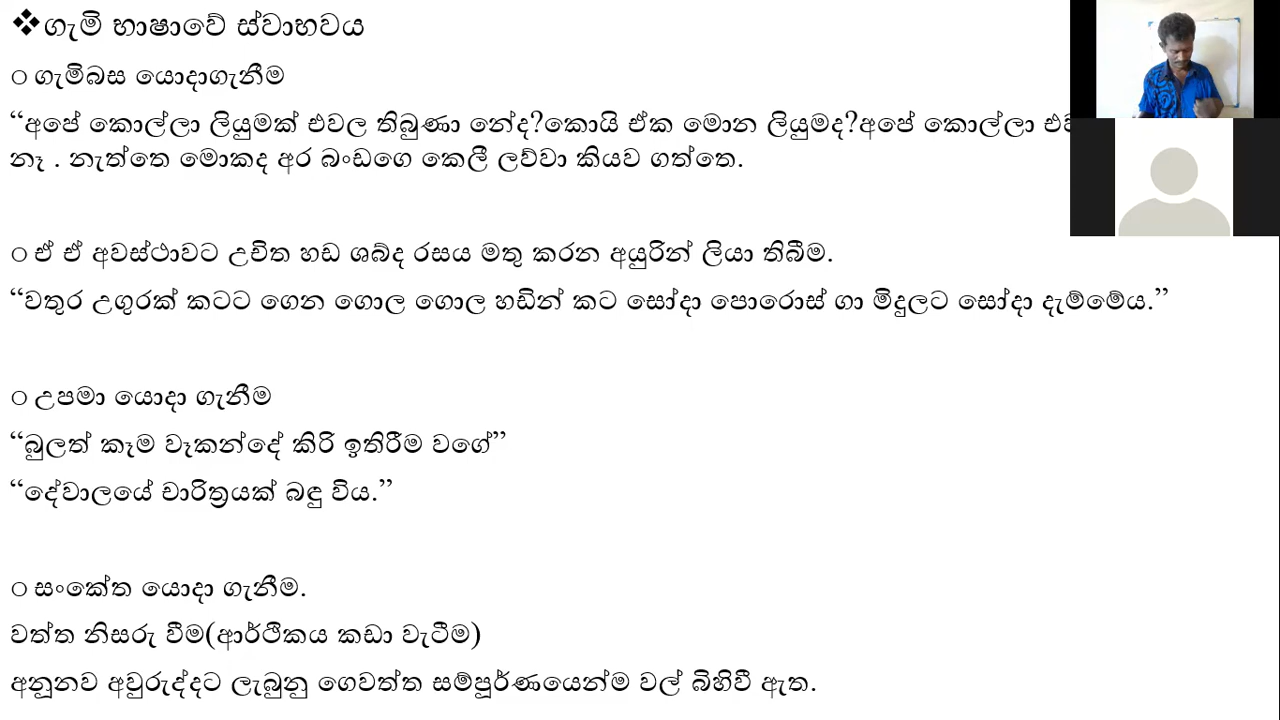 ❖ගැමි භාෂාවේ ස්වාභවය
○ ගැමිබස යොදාගැනීම
“අපේ කොල්ලා ලියුමක් එවල තිබුණා නේද?කොයි ඒක මොන ලියුමද?අපේ කොල්ලා
නෑ . නැත්තෙ මොකද අර බංඩගෙ කෙලී ලව්වා කියව ගත්තෙ.
○ ඒ ඒ අවස්ථාවට උචිත හඩ ශබ්ද රසය මතු කරන අයුරින් ලියා තිබීම.
“වතුර උගුරක් කටට ගෙන ගොල ගොල හඩින් කට සෝදා පොරොස් ගා මිදුලට සෝදා දැම්මේය.”
○ උපමා යොදා ගැනීම
“බුලත් කෑම වෑකන්දේ කිරි ඉතිරීම වගේ”
“දේවාලයේ චාරිත්‍රයක් බඳු විය.”
○ සංකේත යොදා ගැනීම.
වත්ත නිසරු වීම(ආර්ථිකය කඩා වැටීම)
අනූනව අවුරුද්දට ලැබුනු ගෙවත්ත සම්පූර්ණයෙන්ම වල් බිහිවී ඇත.